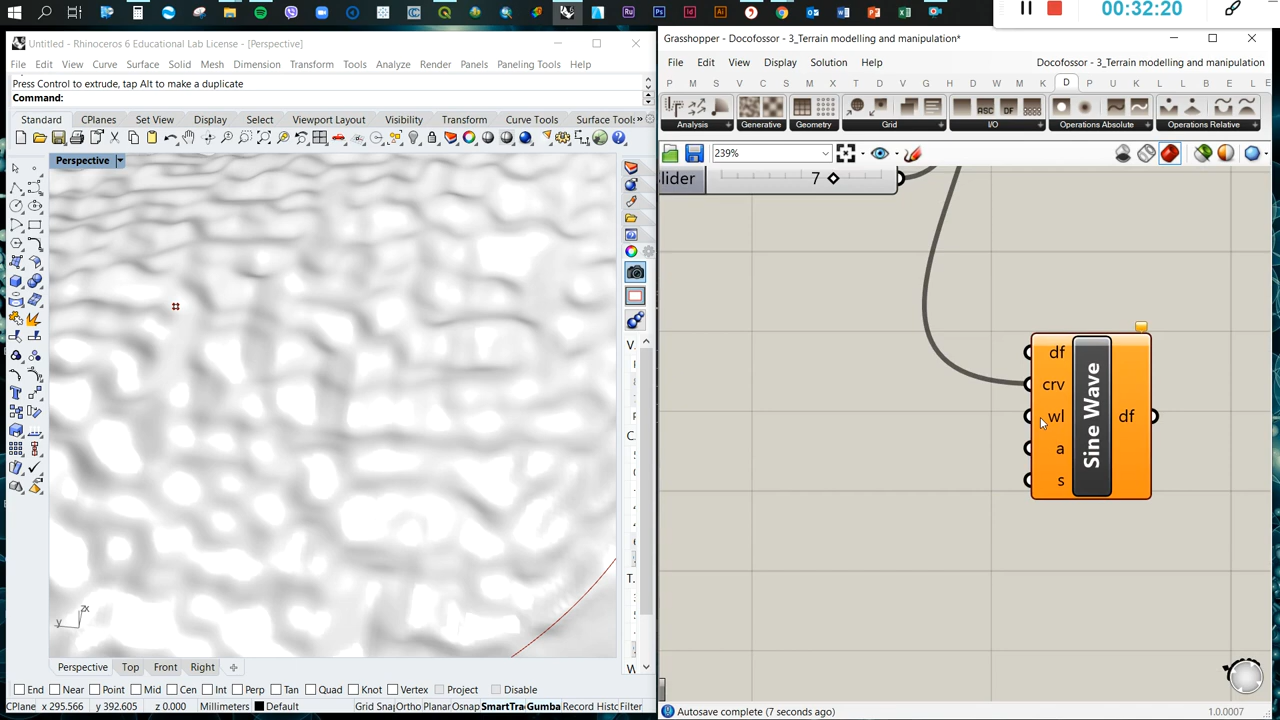 00:32:20
Untitled - Rhinoceros 6 Educational Lab License - [Perspective]
File Edit View Curve Surface Solid Mesh Dimension Transform Tools Analyze Render Panels Paneling Tools Help
Press Control to extrude, tap Alt to make a duplicate
Command:
Standard CPlanes Set View Display Select Viewport Layout Visibility Transform Curve Tools Surface Tools »
Perspective
y z x
Perspective Top Front Right
End Near Point Mid Cen Int Perp Tan Quad Knot Vertex Project Disable
CPlane x 295.566 y 392.605 z 0.000 Millimeters Default Grid Snap Ortho Planar Osnap SmartTra Gumba Record Histo Filter
Grasshopper - Docofossor - 3_Terrain modelling and manipulation*
File Edit View Display Solution Help Docofossor - 3_Terrain modelling and manipulation
P M S V C S I M X T K L B A F H D M K D P U W K L E L E
Analysis Generative Geometry Grid I/O Operations Absolute Operations Relative
ASC DF
239%
lider 7
df
crv
wl
a
s
Sine Wave
df
Autosave complete (7 seconds ago) 1.0.0007